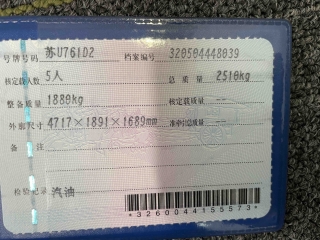 号牌号码 苏U761D2 档案编号 320504448039
核定载人数 5人 总质量 2510kg
整备质量 1880kg 核定载质量 --
外廓尺寸 4717×1891×1689mm 准牵引总质量 --
备注
检验记录 汽油
*3260044155573*